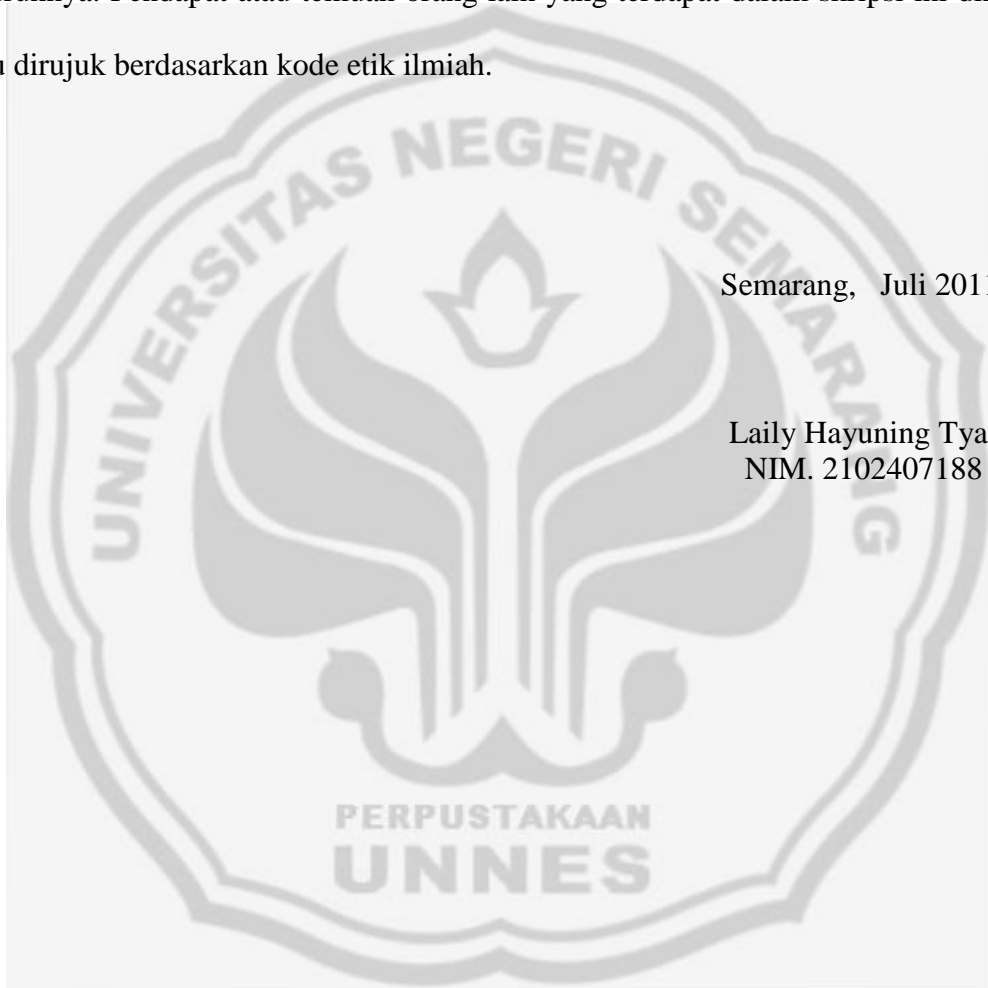 dirujuk berdasarkan kode etik ilmiah.
UNIVERSITAS NEGERI SEMARANG
Semarang, Juli 201
Laily Hayuning Tya
NIM. 2102407188
PERPUSTAKAAN
UNNES